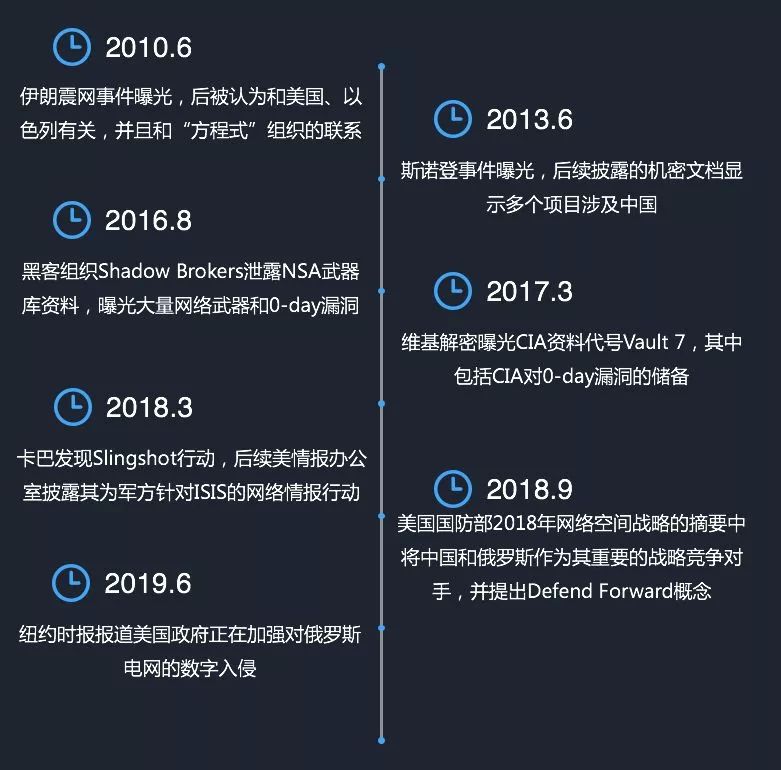 2010.6
伊朗震网事件曝光，后被认为和美国、以
色列有关，并且和“方程式”组织的联系
2013.6
斯诺登事件曝光，后续披露的机密文档显
示多个项目涉及中国
2016.8
黑客组织Shadow Brokers泄露NSA武器
库资料，曝光大量网络武器和0-day漏洞
2017.3
维基解密曝光CIA资料代号Vault 7，其中
包括CIA对0-day漏洞的储备
2018.3
卡巴发现Slingshot行动，后续美情报办公
室披露其为军方针对ISIS的网络情报行动
2018.9
美国国防部2018年网络空间战略的摘要中
将中国和俄罗斯作为其重要的战略竞争对
手，并提出Defend Forward概念
2019.6
纽约时报报道美国政府正在加强对俄罗斯
电网的数字入侵